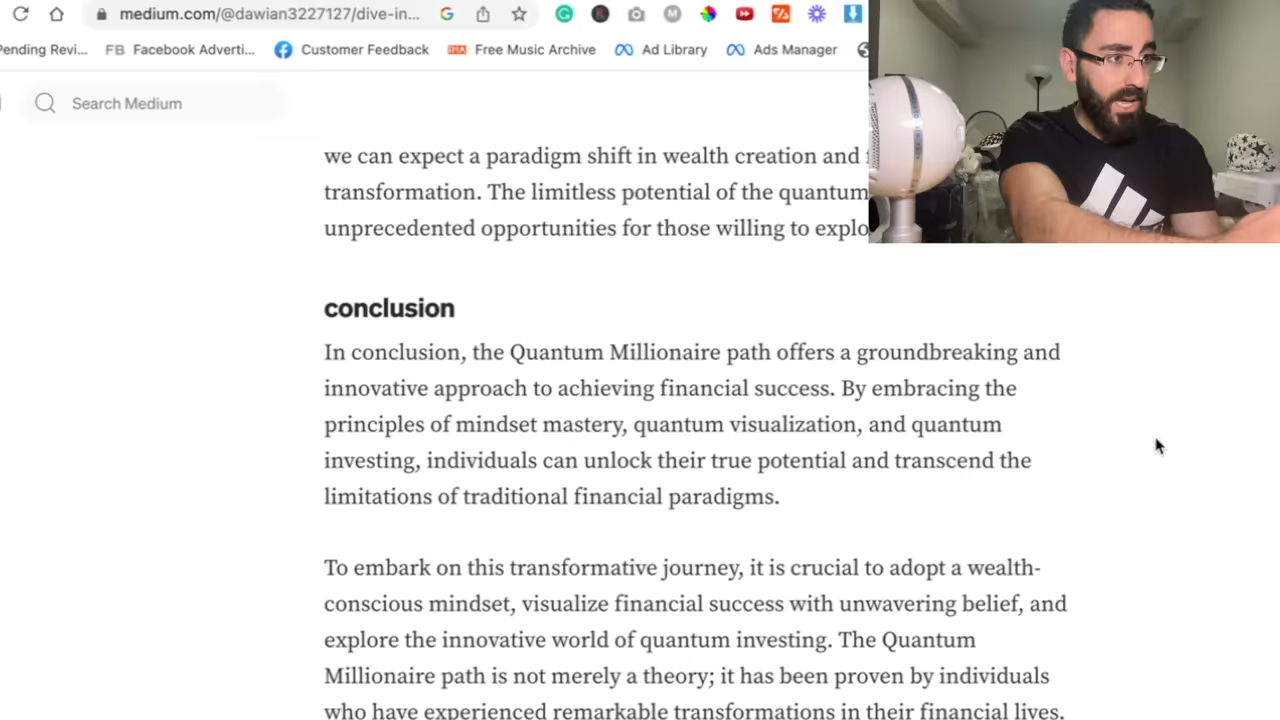 medium.com/@dawian3227127/dive-in...
Pending Revi... FB Facebook Adverti... Customer Feedback Free Music Archive Ad Library Ads Manager
Search Medium
we can expect a paradigm shift in wealth creation and
transformation. The limitless potential of the quantum
unprecedented opportunities for those willing to explo
conclusion
In conclusion, the Quantum Millionaire path offers a groundbreaking and
innovative approach to achieving financial success. By embracing the
principles of mindset mastery, quantum visualization, and quantum
investing, individuals can unlock their true potential and transcend the
limitations of traditional financial paradigms.
To embark on this transformative journey, it is crucial to adopt a wealth-
conscious mindset, visualize financial success with unwavering belief, and
explore the innovative world of quantum investing. The Quantum
Millionaire path is not merely a theory; it has been proven by individuals
who have experienced remarkable transformations in their financial lives.